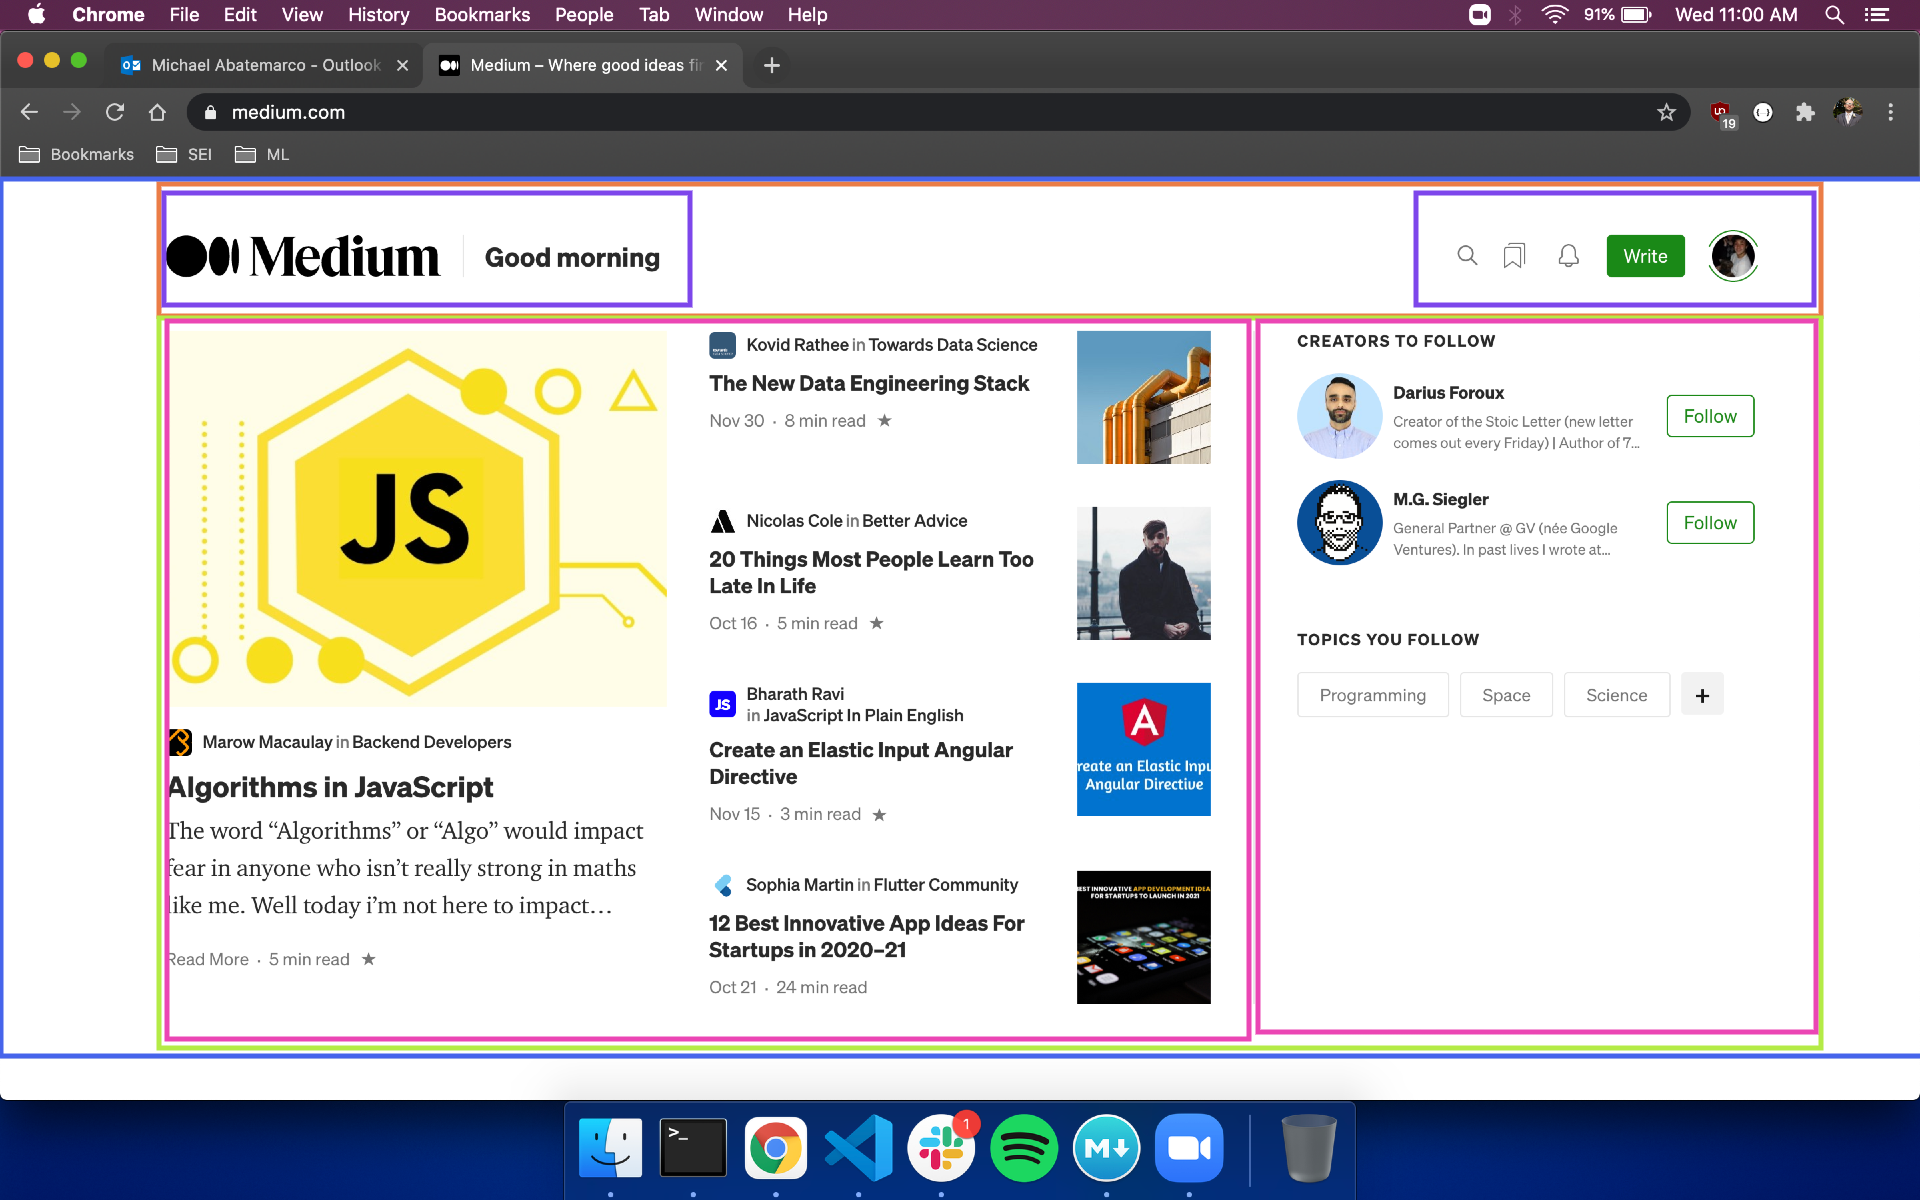 Chrome File Edit View History Bookmarks People Tab Window Help 91% Wed 11:00 AM
Michael Abatemarco - Outlook Medium – Where good ideas fir
medium.com 19
Bookmarks SEI ML
Medium Good morning Write
JS
Marow Macaulay in Backend Developers
Algorithms in JavaScript
The word “Algorithms” or “Algo” would impact
fear in anyone who isn’t really strong in maths
like me. Well today i’m not here to impact…
Read More · 5 min read ★
Kovid Rathee in Towards Data Science
The New Data Engineering Stack
Nov 30 · 8 min read ★
Nicolas Cole in Better Advice
20 Things Most People Learn Too
Late In Life
Oct 16 · 5 min read ★
JS Bharath Ravi
in JavaScript In Plain English
Create an Elastic Input Angular
Directive
Nov 15 · 3 min read ★
A
reate an Elastic Inpu
Angular Directive
Sophia Martin in Flutter Community
12 Best Innovative App Ideas For
Startups in 2020–21
Oct 21 · 24 min read
EST INNOVATIVE APP DEVELOPMENT IDEA
FOR STARTUPS TO LAUNCH IN 2021
CREATORS TO FOLLOW
Darius Foroux
Creator of the Stoic Letter (new letter
comes out every Friday) | Author of 7...
Follow
M.G. Siegler
General Partner @ GV (née Google
Ventures). In past lives I wrote at...
Follow
TOPICS YOU FOLLOW
Programming Space Science +
>_ 1 M